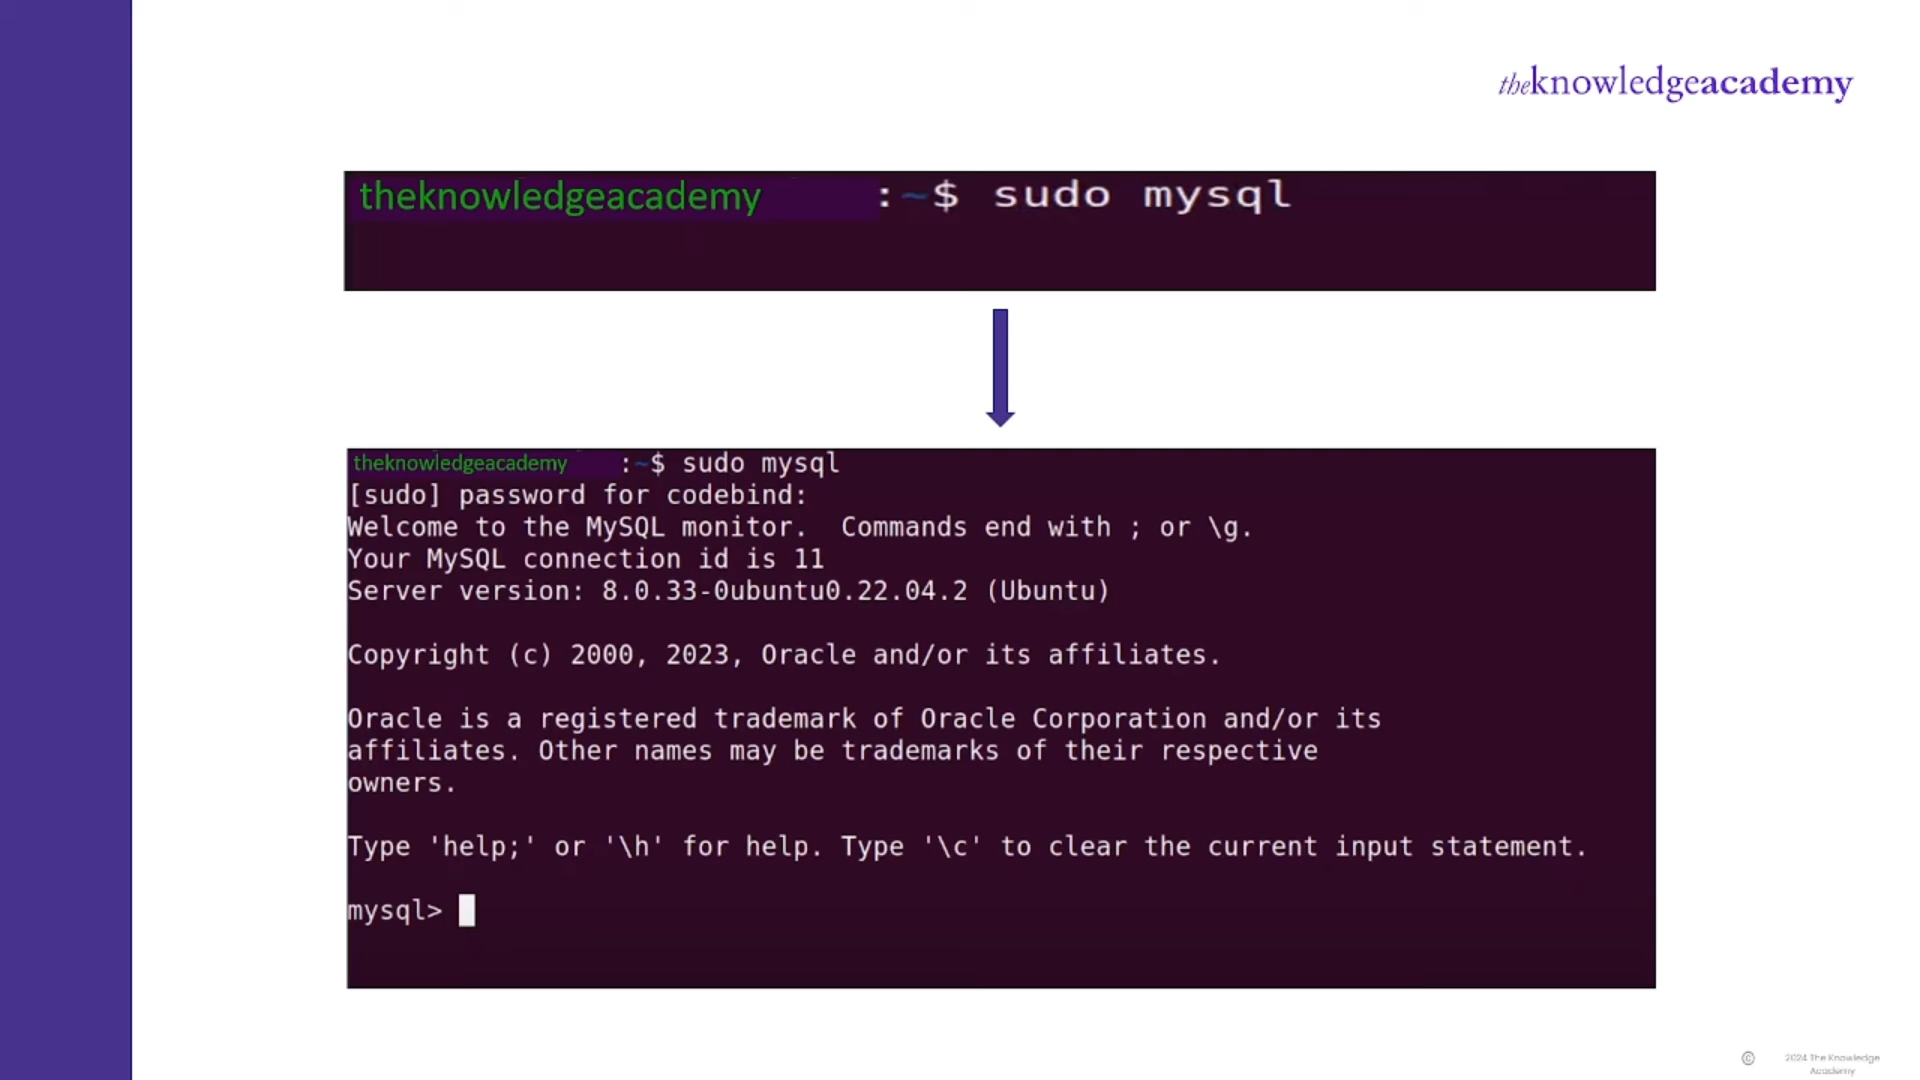 theknowledgeacademy
theknowledgeacademy :~$ sudo mysql
theknowledgeacademy :~$ sudo mysql
[sudo] password for codebind:
Welcome to the MySQL monitor.  Commands end with ; or \g.
Your MySQL connection id is 11
Server version: 8.0.33-0ubuntu0.22.04.2 (Ubuntu)
Copyright (c) 2000, 2023, Oracle and/or its affiliates.
Oracle is a registered trademark of Oracle Corporation and/or its
affiliates. Other names may be trademarks of their respective
owners.
Type 'help;' or '\h' for help. Type '\c' to clear the current input statement.
mysql>
© 2024 The Knowledge
Academy